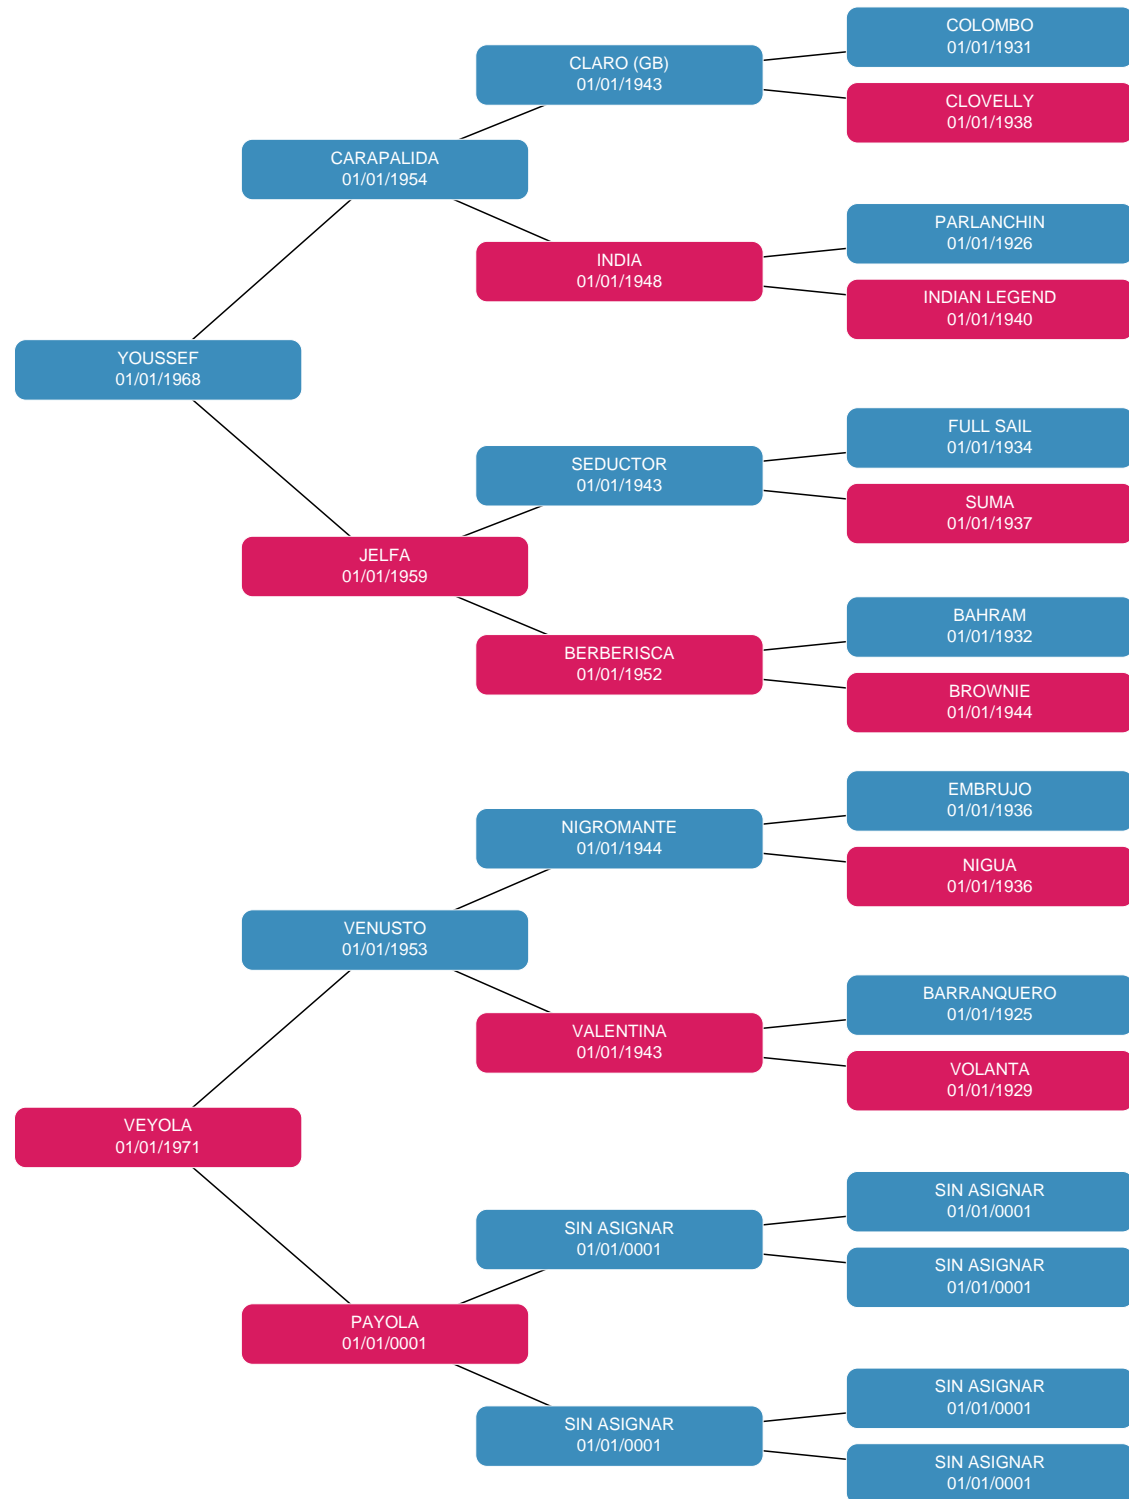 COLOMBO
01/01/1931
CLARO (GB)
01/01/1943
CLOVELLY
01/01/1938
CARAPALIDA
01/01/1954
PARLANCHIN
01/01/1926
INDIA
01/01/1948
INDIAN LEGEND
01/01/1940
YOUSSEF
01/01/1968
FULL SAIL
01/01/1934
SEDUCTOR
01/01/1943
SUMA
01/01/1937
JELFA
01/01/1959
BAHRAM
01/01/1932
BERBERISCA
01/01/1952
BROWNIE
01/01/1944
EMBRUJO
01/01/1936
NIGROMANTE
01/01/1944
NIGUA
01/01/1936
VENUSTO
01/01/1953
BARRANQUERO
01/01/1925
VALENTINA
01/01/1943
VOLANTA
01/01/1929
VEYOLA
01/01/1971
SIN ASIGNAR
01/01/0001
SIN ASIGNAR
01/01/0001
SIN ASIGNAR
01/01/0001
PAYOLA
01/01/0001
SIN ASIGNAR
01/01/0001
SIN ASIGNAR
01/01/0001
SIN ASIGNAR
01/01/0001